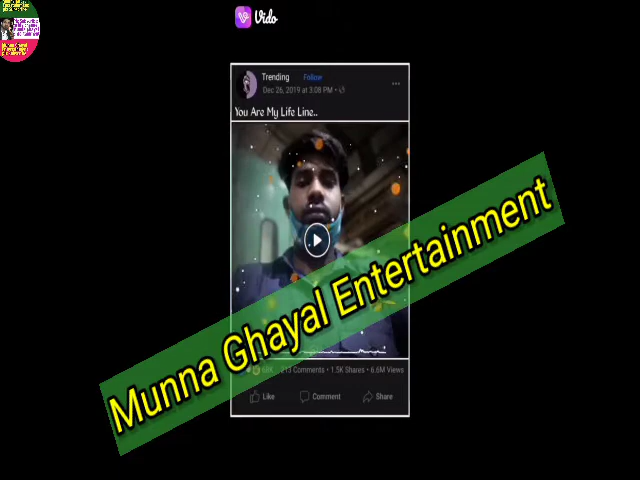 Vido
Trending Follow
Dec 26, 2019 at 3:08 PM
You Are My Life Line..
Munna Ghayal Entertainment
213 Comments • 1.5K Shares • 6.6M Views
Like Comment Share